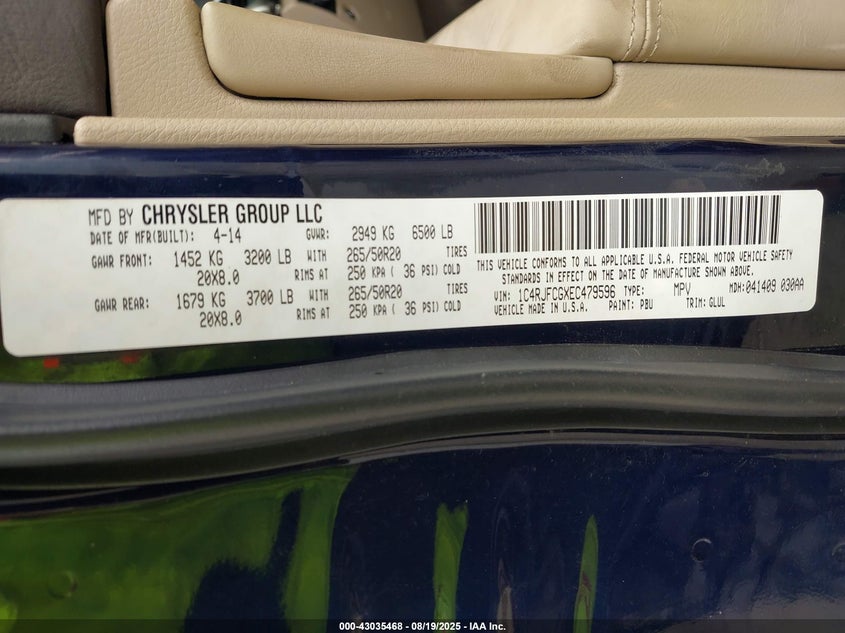 MFD BY CHRYSLER GROUP LLC
DATE OF MFR(BUILT): 4-14 GVWR: 2949 KG 6500 LB
GAWR FRONT: 1452 KG 3200 LB WITH 265/50R20 TIRES
20X8.0 RIMS AT 250 KPA ( 36 PSI) COLD
GAWR REAR: 1679 KG 3700 LB WITH 265/50R20 TIRES
20X8.0 RIMS AT 250 KPA ( 36 PSI) COLD
THIS VEHICLE CONFORMS TO ALL APPLICABLE U.S.A. FEDERAL MOTOR VEHICLE SAFETY
STANDARDS IN EFFECT ON THE DATE OF MANUFACTURE SHOWN ABOVE.
VIN: 1C4RJFCGXEC479596 TYPE: MPV MDH: 041409 030AA
VEHICLE MADE IN U.S.A. PAINT: PBU TRIM: GLUL
000-43035468 - 08/19/2025 - IAA Inc.